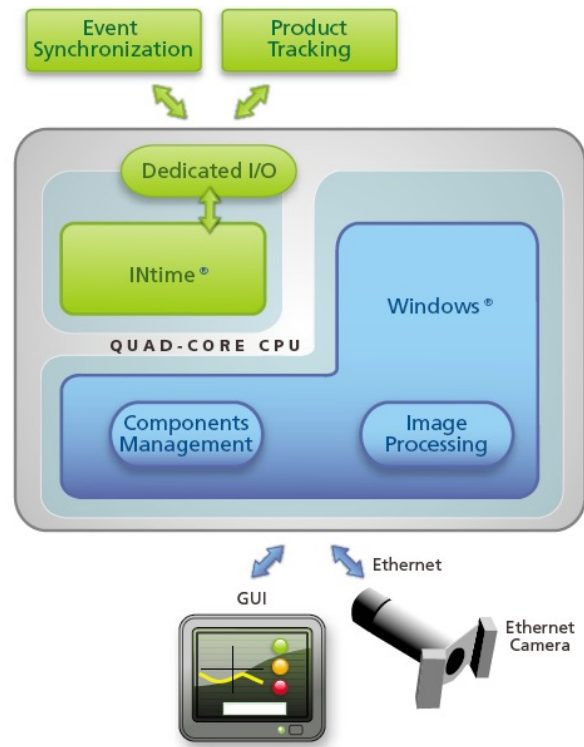 Event
Synchronization
Product
Tracking
Dedicated I/O
INtime®
Windows®
QUAD-CORE CPU
Components
Management
Image
Processing
Ethernet
GUI
Ethernet
Camera